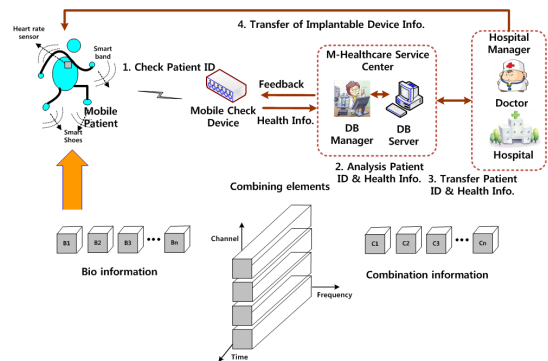 4. Transfer of Implantable Device Info.
Heart rate
sensor
Smart
band
1. Check Patient ID
Mobile
Patient
Smart
Shoes
Mobile Check
Device
Feedback
Health Info.
M-Healthcare Service
Center
DB
Manager
DB
Server
2. Analysis Patient
ID & Health Info.
Hospital
Manager
Doctor
Hospital
3. Transfer Patient
ID & Health Info.
Combining elements
Channel
Frequency
Time
B1 B2 B3 ••• Bn
Bio information
C1 C2 C3 ••• Cn
Combination information